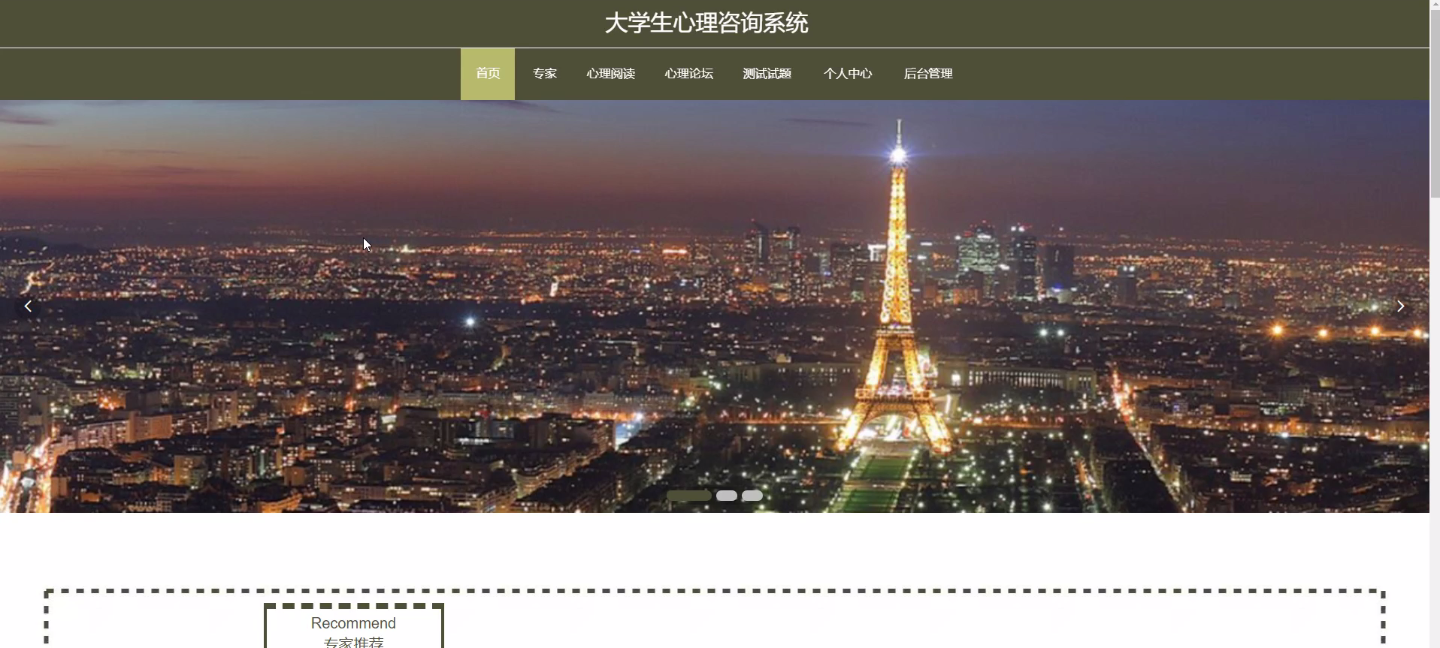 大学生心理咨询系统
首页 专家 心理阅读 心理论坛 测试试题 个人中心 后台管理
Recommend
专家推荐